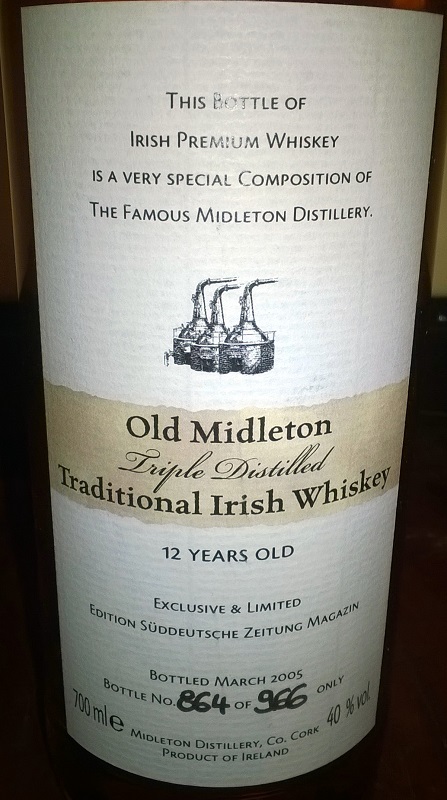 This Bottle of
Irish Premium Whiskey
is a very special Composition of
The Famous Midleton Distillery.
Old Midleton
Triple Distilled
Traditional Irish Whiskey
12 years old
Exclusive & Limited
Edition Süddeutsche Zeitung Magazin
Bottled March 2005
Bottle No. 864 of 966 only
700 ml e
40 % vol.
Midleton Distillery, Co. Cork
Product of Ireland